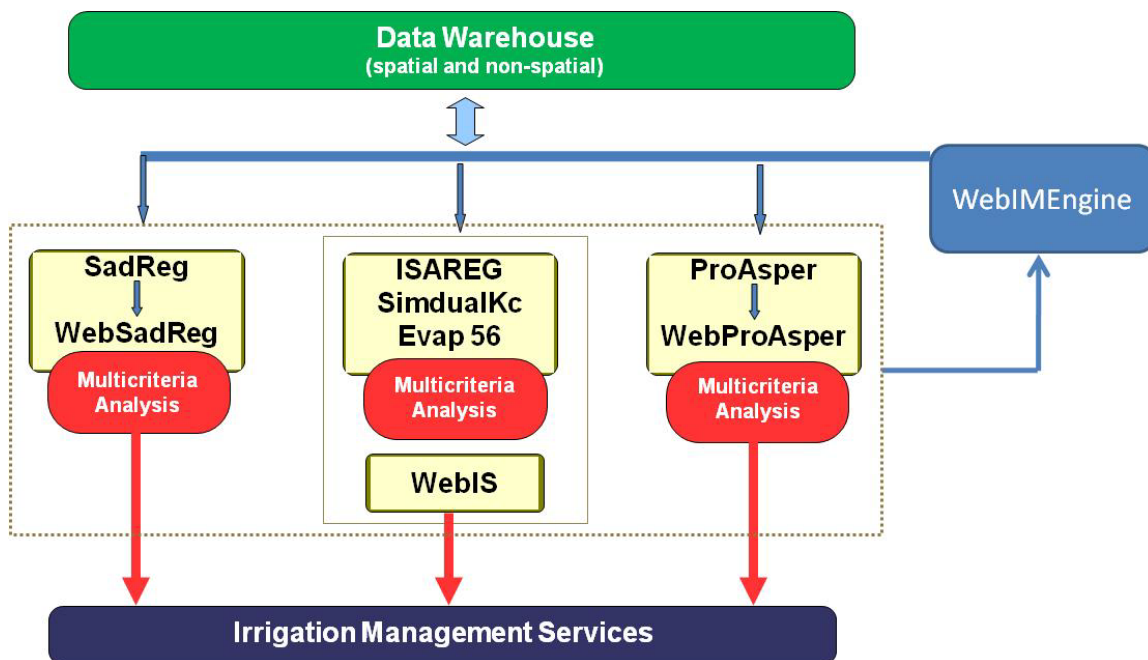 Data Warehouse
(spatial and non-spatial)
WebIMEngine
SadReg
WebSadReg
Multicriteria
Analysis
ISAREG
SimdualKc
Evap 56
Multicriteria
Analysis
WebIS
ProAsper
WebProAsper
Multicriteria
Analysis
Irrigation Management Services